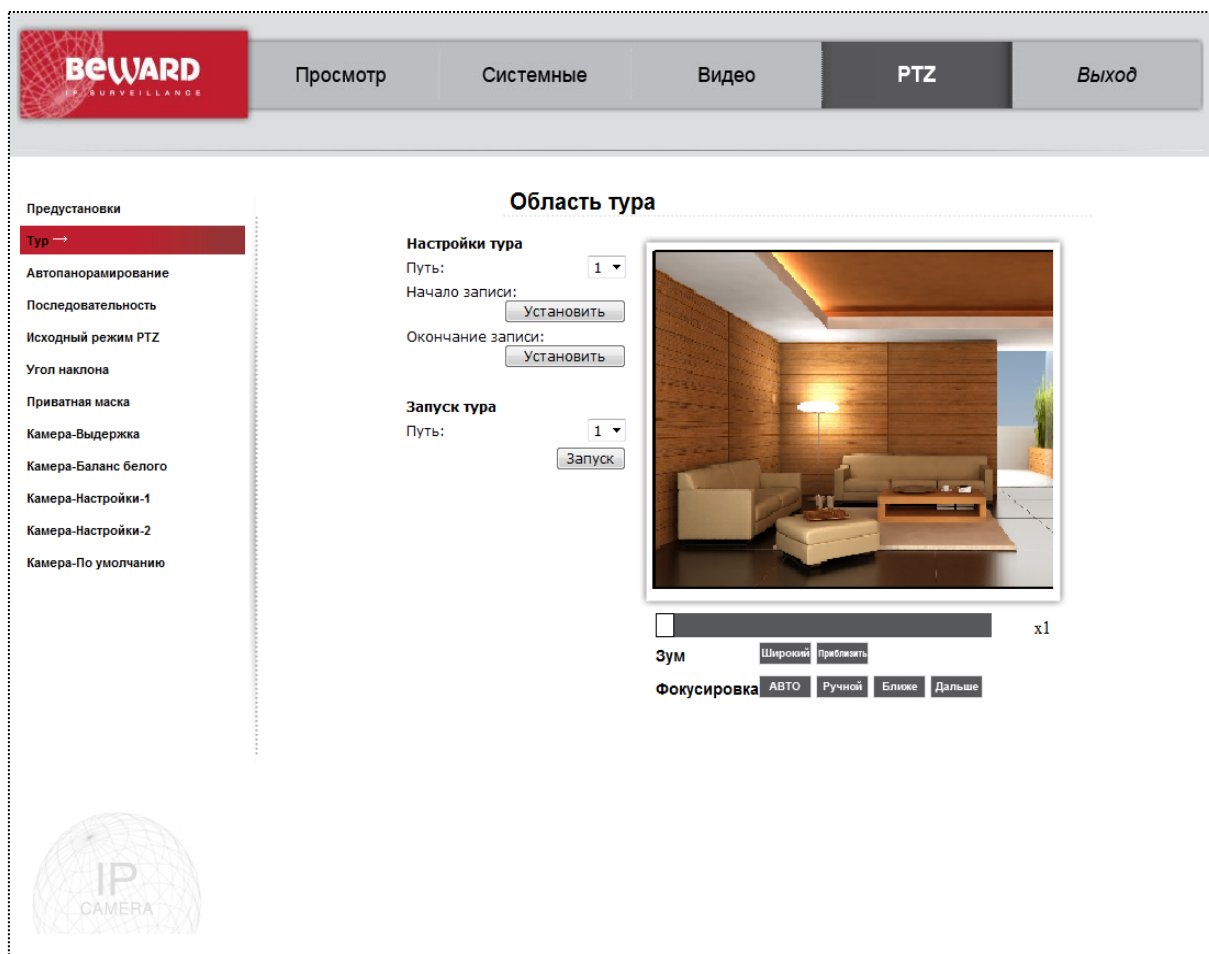 BEWARD
IP SURVEILLANCE
Просмотр
Системные
Видео
PTZ
Выход
Предустановки
Тур →
Автопанорамирование
Последовательность
Исходный режим PTZ
Угол наклона
Приватная маска
Камера-Выдержка
Камера-Баланс белого
Камера-Настройки-1
Камера-Настройки-2
Камера-По умолчанию
Область тура
Настройки тура
Путь: 1
Начало записи:
Установить
Окончание записи:
Установить
Запуск тура
Путь: 1
Запуск
x1
Зум Широкий Приблизить
Фокусировка АВТО Ручной Ближе Дальше
IP
CAMERA